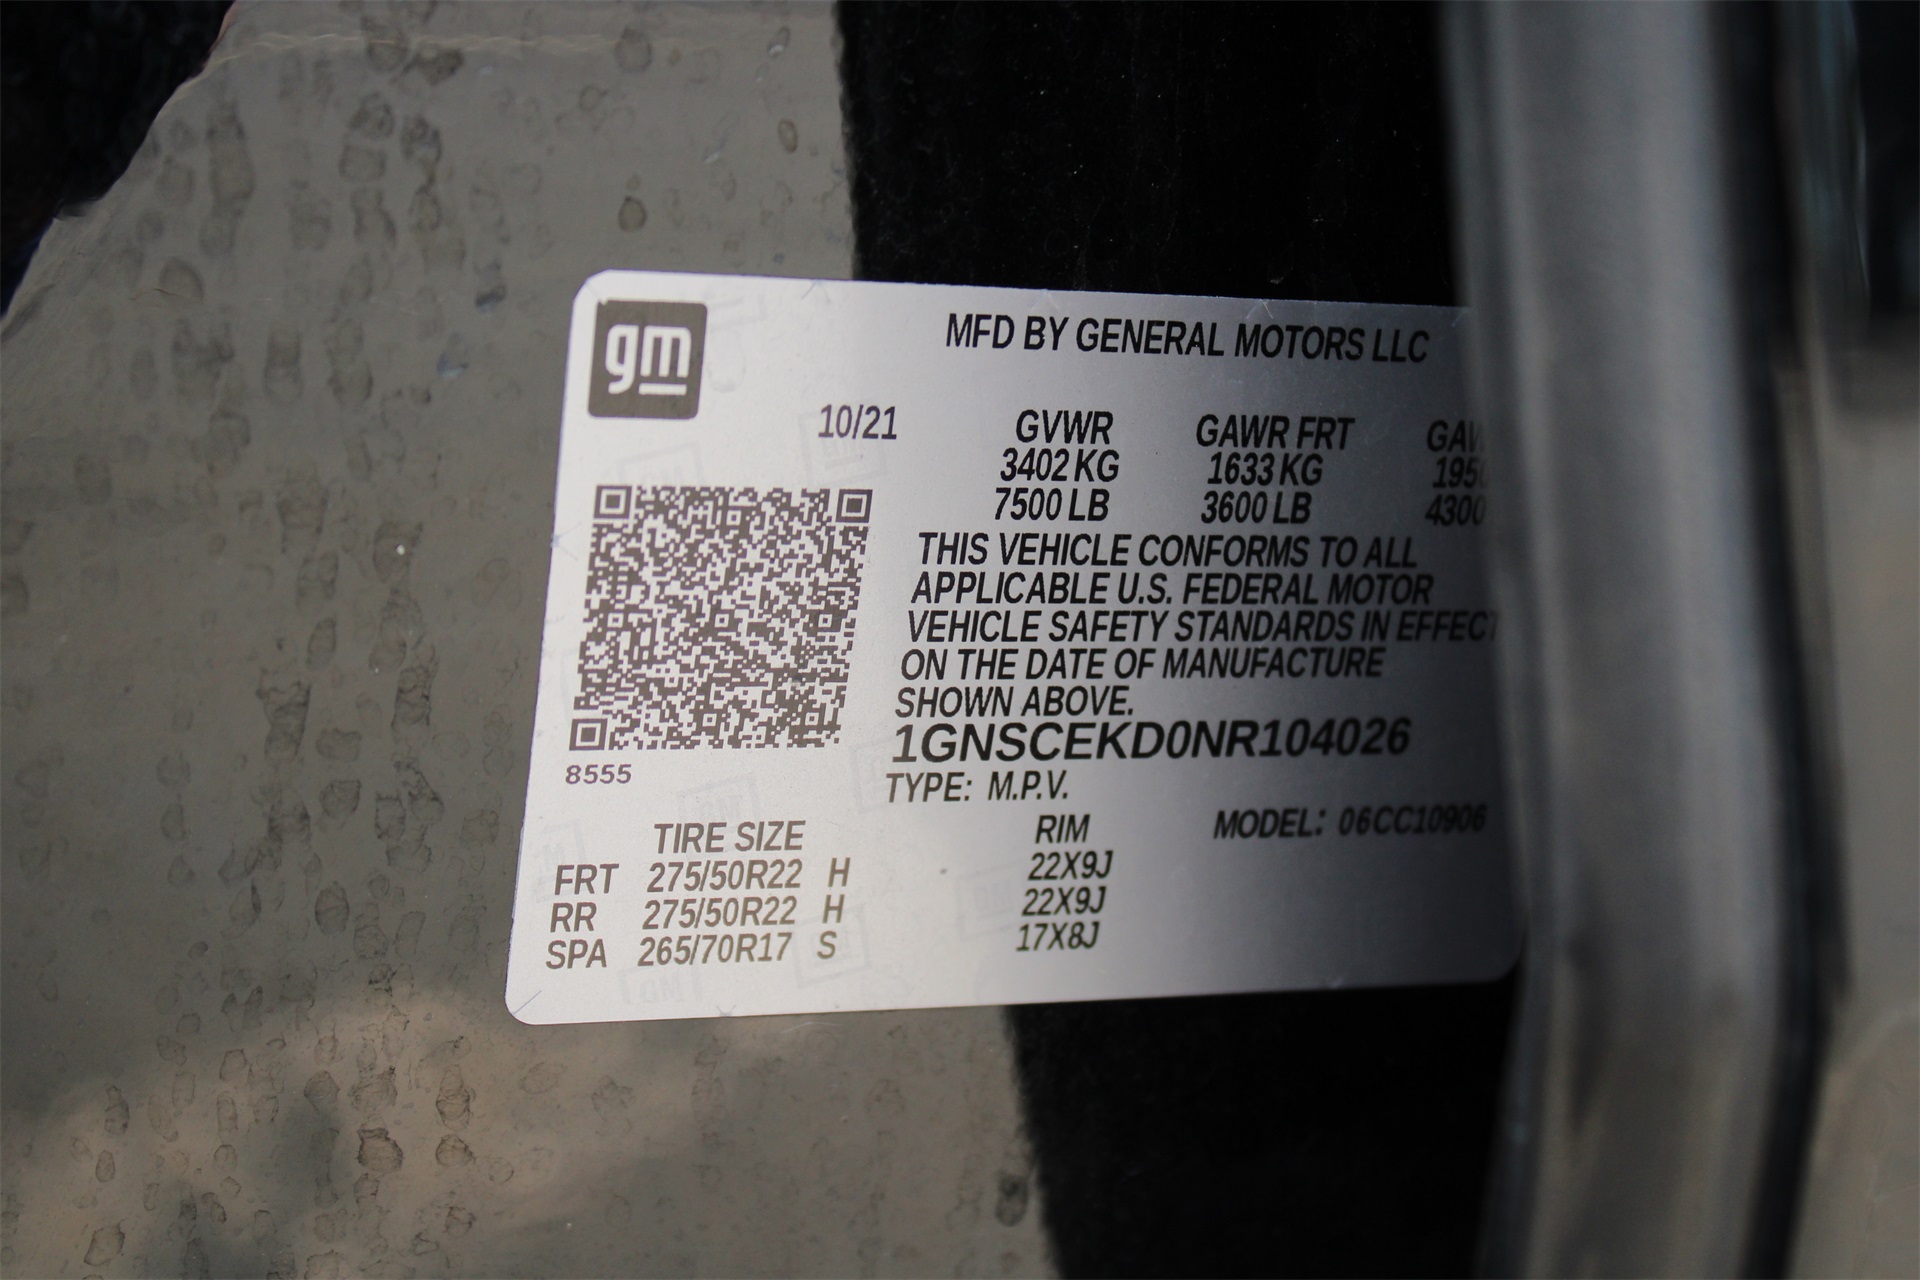 gm
MFD BY GENERAL MOTORS LLC
10/21 GVWR GAWR FRT
3402 KG 1633 KG
7500 LB 3600 LB 4300
THIS VEHICLE CONFORMS TO ALL
APPLICABLE U.S. FEDERAL MOTOR
VEHICLE SAFETY STANDARDS IN EFFECT
ON THE DATE OF MANUFACTURE
SHOWN ABOVE.
1GNSCEKD0NR104026
8555
TYPE: M.P.V.
MODEL: 06CC10906
TIRE SIZE RIM
FRT 275/50R22 H 22X9J
RR 275/50R22 H 22X9J
SPA 265/70R17 S 17X8J